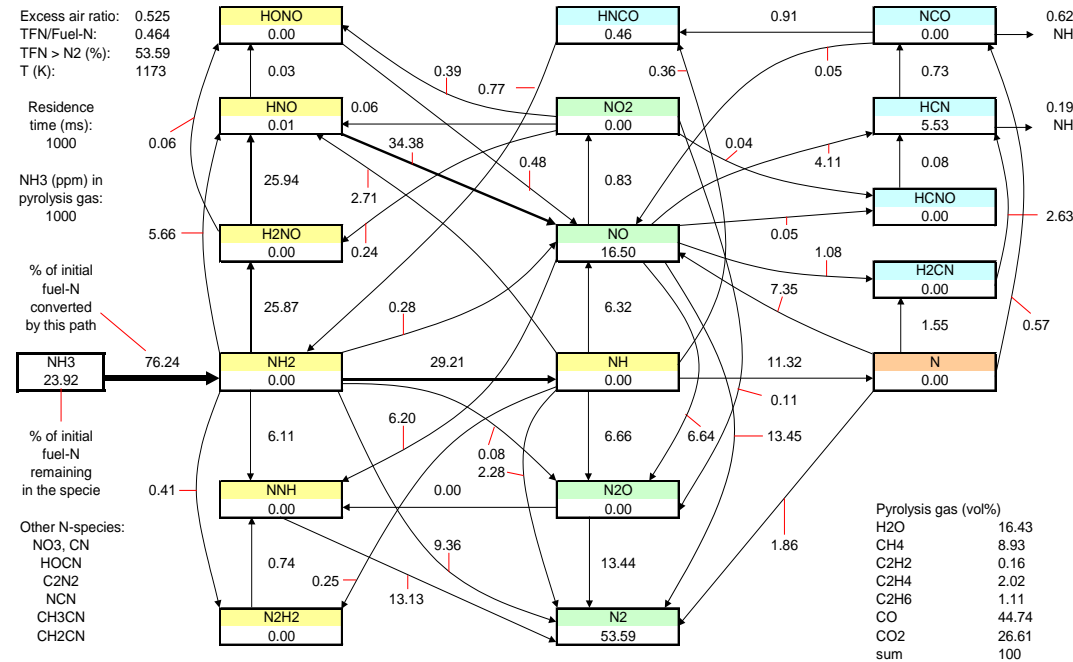 Excess air ratio: 0.525
TFN/Fuel-N: 0.464
TFN > N2 (%): 53.59
T (K): 1173
Residence
time (ms):
1000
NH3 (ppm) in
pyrolysis gas:
1000
% of initial
fuel-N
converted
by this path
76.24
NH3
23.92
% of initial
fuel-N
remaining
in the specie
Other N-species:
NO3, CN
HOCN
C2N2
NCN
CH3CN
CH2CN
HONO
0.00
0.03
HNO
0.01
0.06
0.06
25.94
H2NO
0.00
5.66
25.87
NH2
0.00
6.11
0.41
NNH
0.00
0.74
N2H2
0.00
0.39
0.77
34.38
2.71
0.48
0.24
0.28
29.21
6.20
0.08
2.28
0.00
9.36
0.25
13.13
HNCO
0.46
0.91
0.36
NO2
0.00
0.83
0.04
NO
16.50
6.32
NH
0.00
6.66
N2O
0.00
13.44
N2
53.59
0.05
4.11
0.05
1.08
7.35
11.32
0.11
6.64
13.45
1.86
NCO
0.00
0.62
NH
0.73
HCN
5.53
0.19
NH
0.08
HCNO
0.00
2.63
H2CN
0.00
1.55
0.57
N
0.00
Pyrolysis gas (vol%)
H2O 16.43
CH4 8.93
C2H2 0.16
C2H4 2.02
C2H6 1.11
CO 44.74
CO2 26.61
sum 100